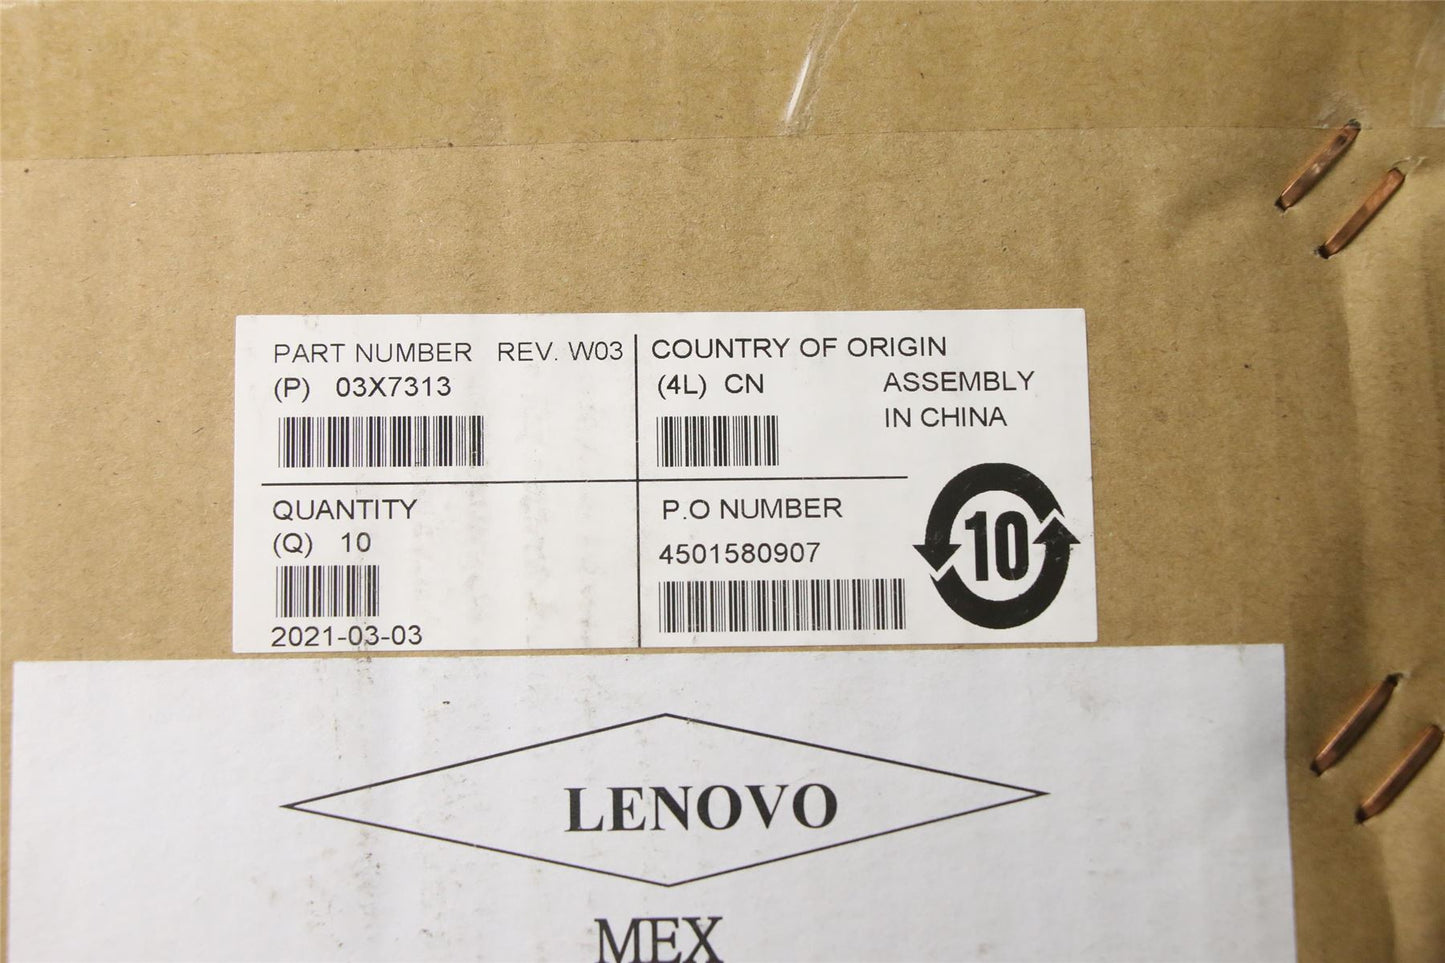 PART NUMBER REV. W03
(P) 03X7313
QUANTITY
(Q) 10
2021-03-03
COUNTRY OF ORIGIN
(4L) CN
ASSEMBLY
IN CHINA
P.O NUMBER
4501580907
10
LENOVO
MEX